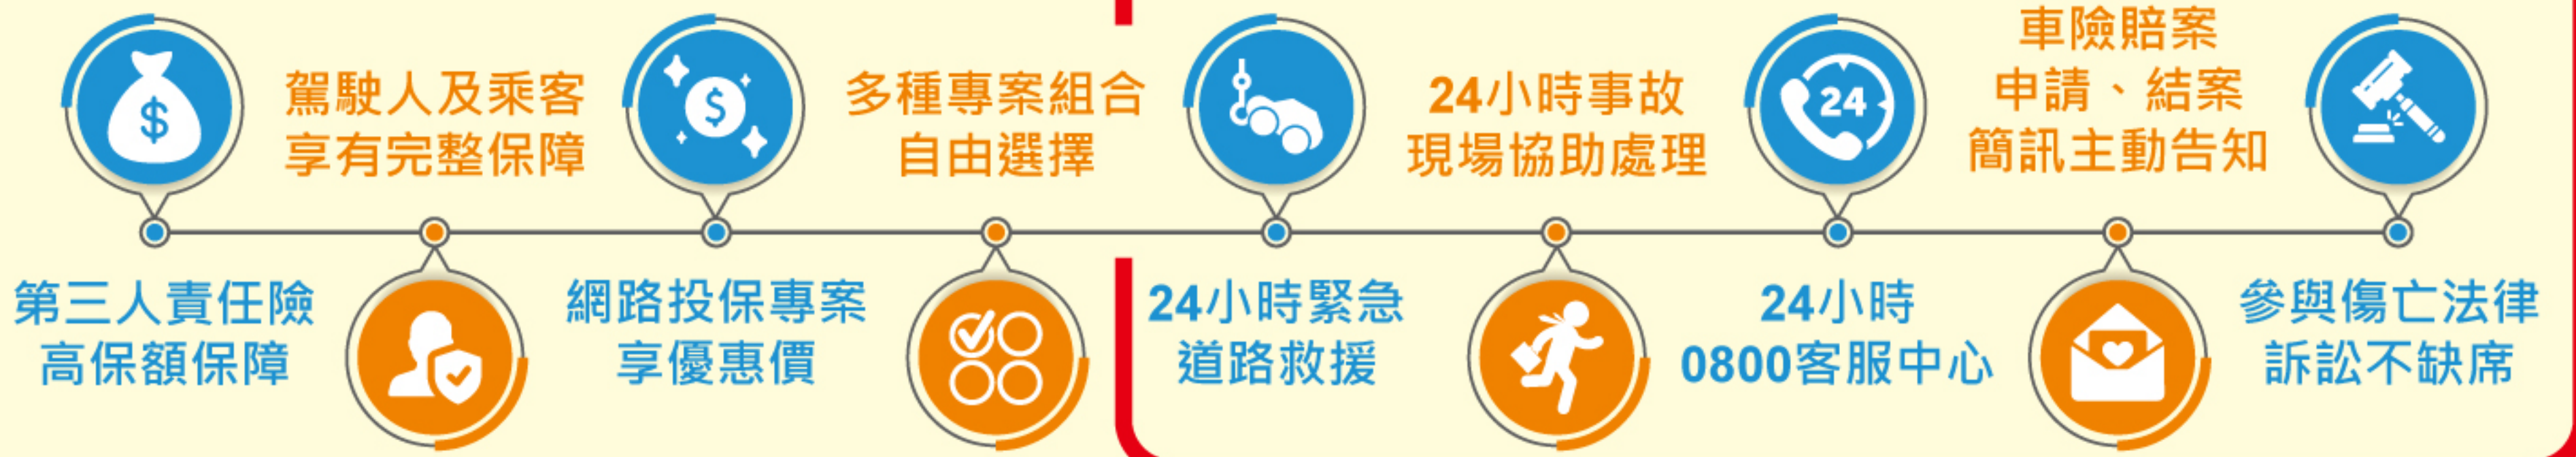 第三人責任險
高保額保障
$
駕駛人及乘客
享有完整保障
網路投保專案
享優惠價
$
多種專案組合
自由選擇
24小時緊急
道路救援
24小時事故
現場協助處理
24小時
0800客服中心
24
車險賠案
申請、結案
簡訊主動告知
參與傷亡法律
訴訟不缺席